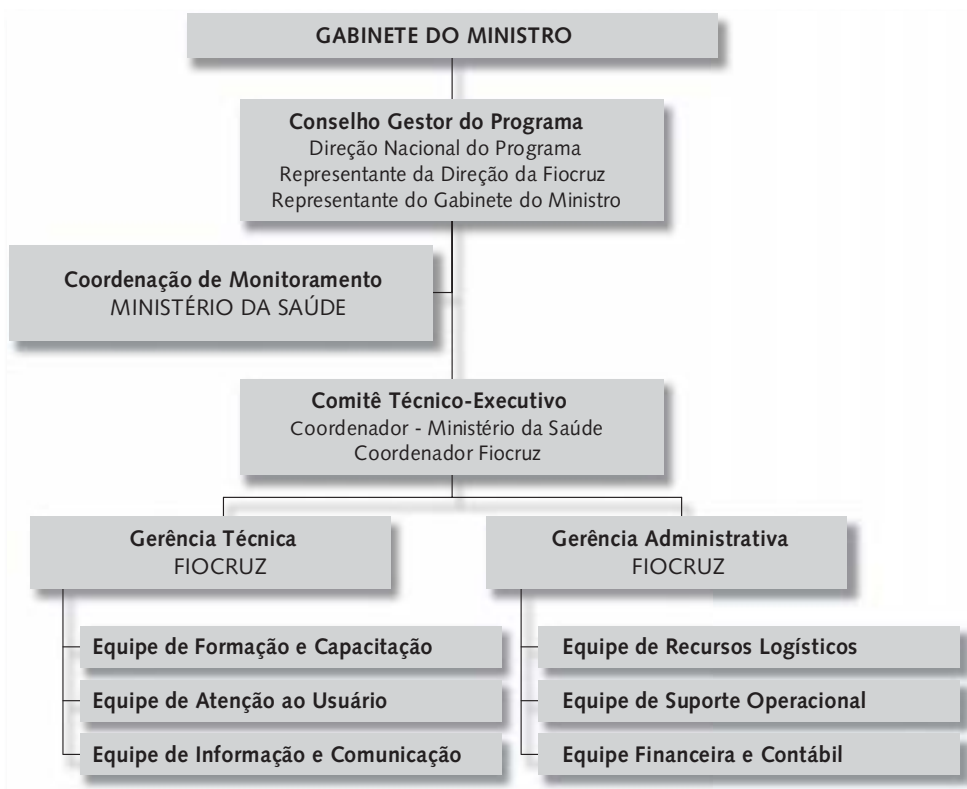 GABINETE DO MINISTRO
Conselho Gestor do Programa
Direção Nacional do Programa
Representante da Direção da Fiocruz
Representante do Gabinete do Ministro
Coordenação de Monitoramento
MINISTÉRIO DA SAÚDE
Comitê Técnico-Executivo
Coordenador - Ministério da Saúde
Coordenador Fiocruz
Gerência Técnica
FIOCRUZ
Equipe de Formação e Capacitação
Equipe de Atenção ao Usuário
Equipe de Informação e Comunicação
Gerência Administrativa
FIOCRUZ
Equipe de Recursos Logísticos
Equipe de Suporte Operacional
Equipe Financeira e Contábil